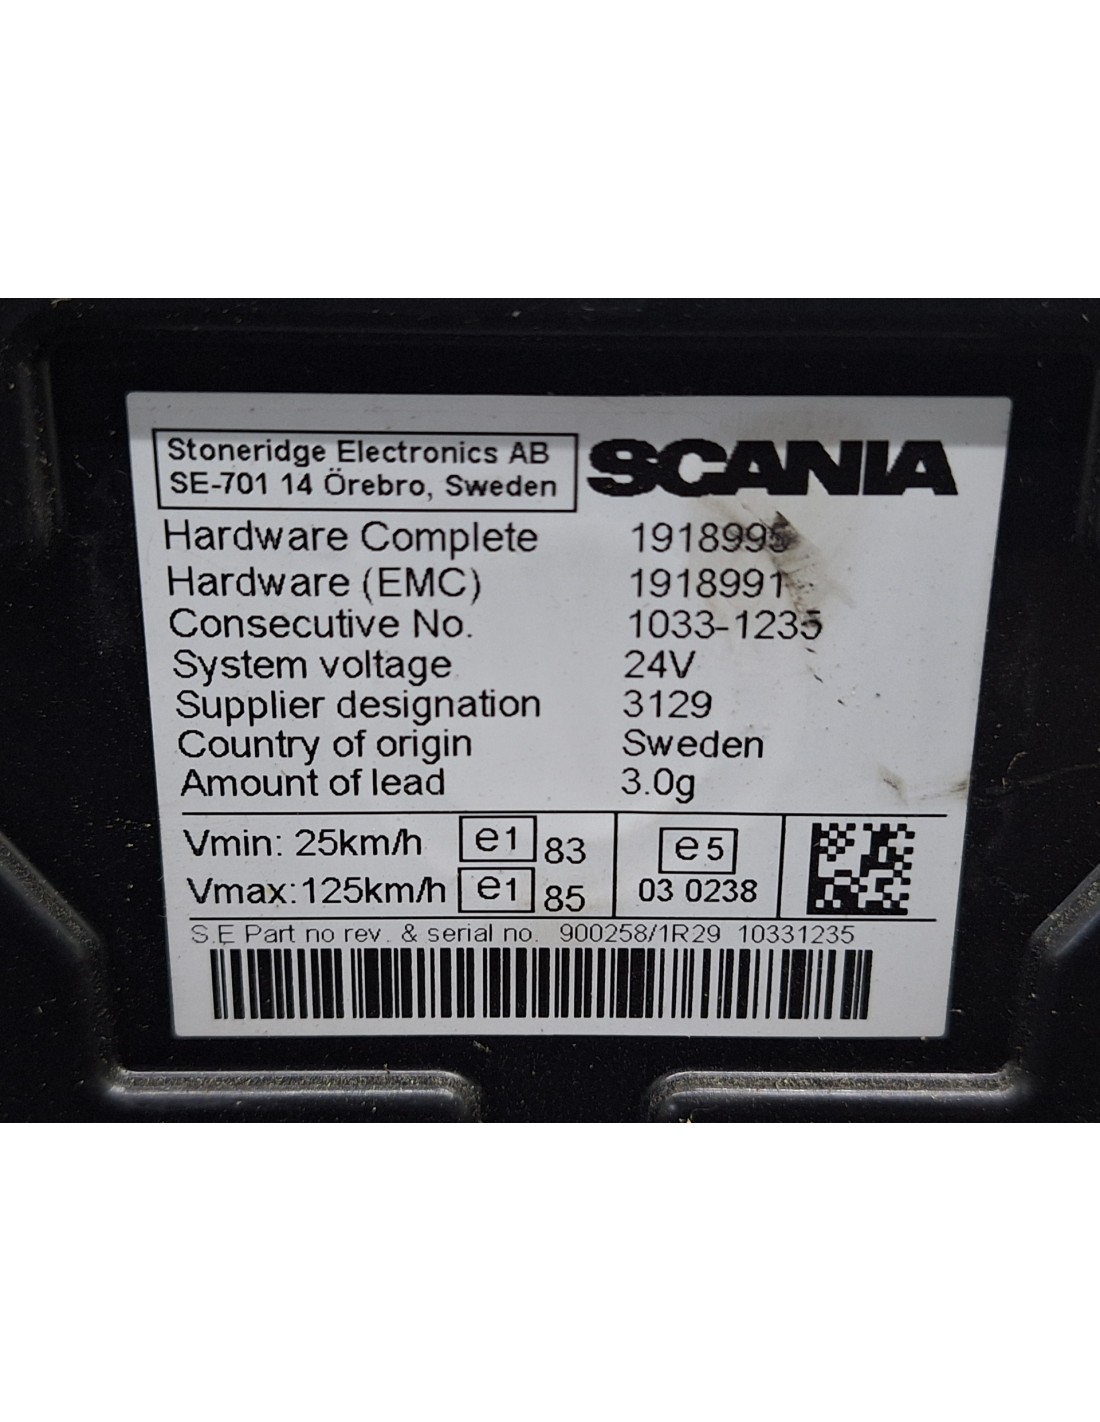 Stoneridge Electronics AB
SE-701 14 Örebro, Sweden
SCANIA
Hardware Complete 1918995
Hardware (EMC) 1918991
Consecutive No. 1033-1235
System voltage 24V
Supplier designation 3129
Country of origin Sweden
Amount of lead 3.0g
Vmin: 25km/h e1 83
Vmax:125km/h e1 85
e5
03 0238
S.E Part no rev. & serial no. 900258/1R29 10331235